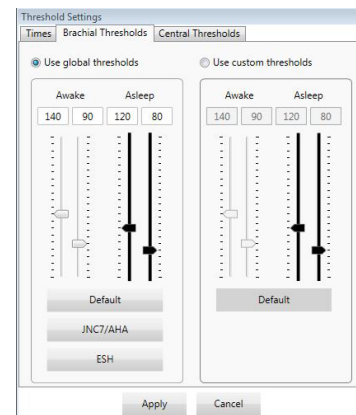 Threshold Settings
Times Brachial Thresholds Central Thresholds
Use global thresholds Use custom thresholds
Awake Asleep Awake Asleep
140 90 120 80 140 90 120 80
Default Default
JNC7/AHA
ESH
Apply Cancel